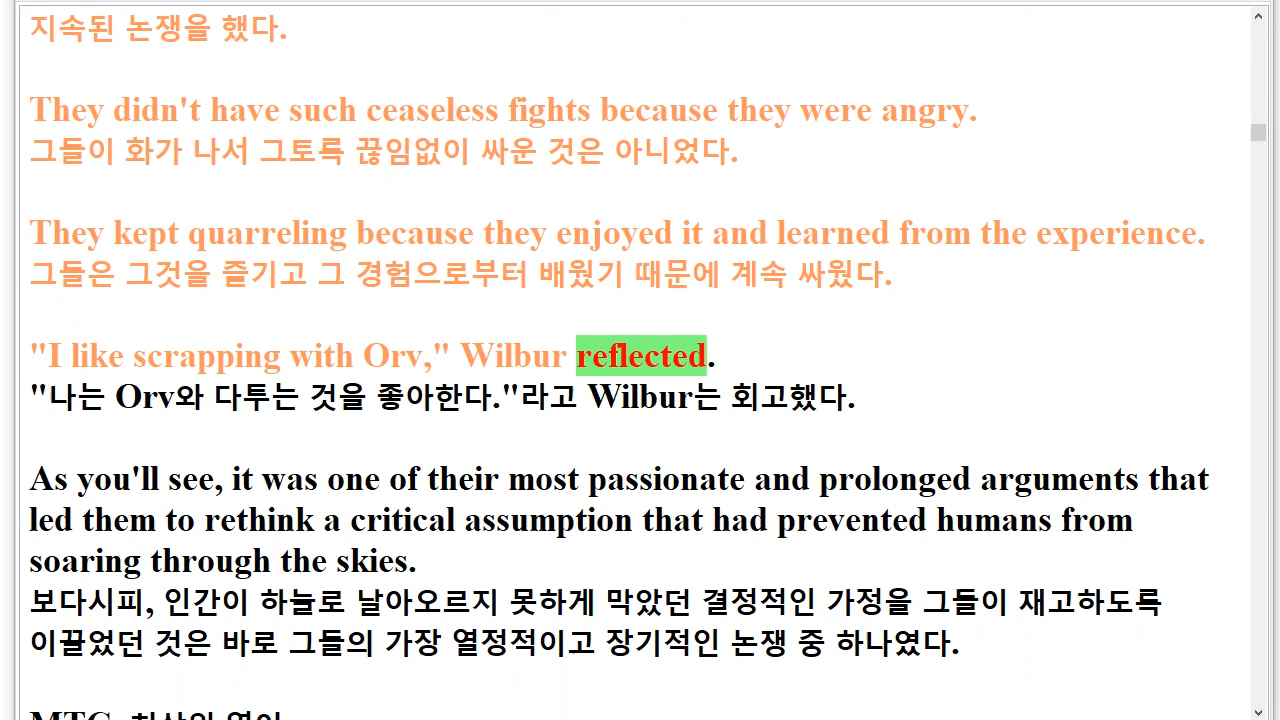 지속된 논쟁을 했다.
They didn't have such ceaseless fights because they were angry.
그들이 화가 나서 그토록 끊임없이 싸운 것은 아니었다.
They kept quarreling because they enjoyed it and learned from the experience.
그들은 그것을 즐기고 그 경험으로부터 배웠기 때문에 계속 싸웠다.
"I like scrapping with Orv," Wilbur reflected.
"나는 Orv와 다투는 것을 좋아한다."라고 Wilbur는 회고했다.
As you'll see, it was one of their most passionate and prolonged arguments that
led them to rethink a critical assumption that had prevented humans from
soaring through the skies.
보다시피, 인간이 하늘로 날아오르지 못하게 막았던 결정적인 가정을 그들이 재고하도록
이끌었던 것은 바로 그들의 가장 열정적이고 장기적인 논쟁 중 하나였다.